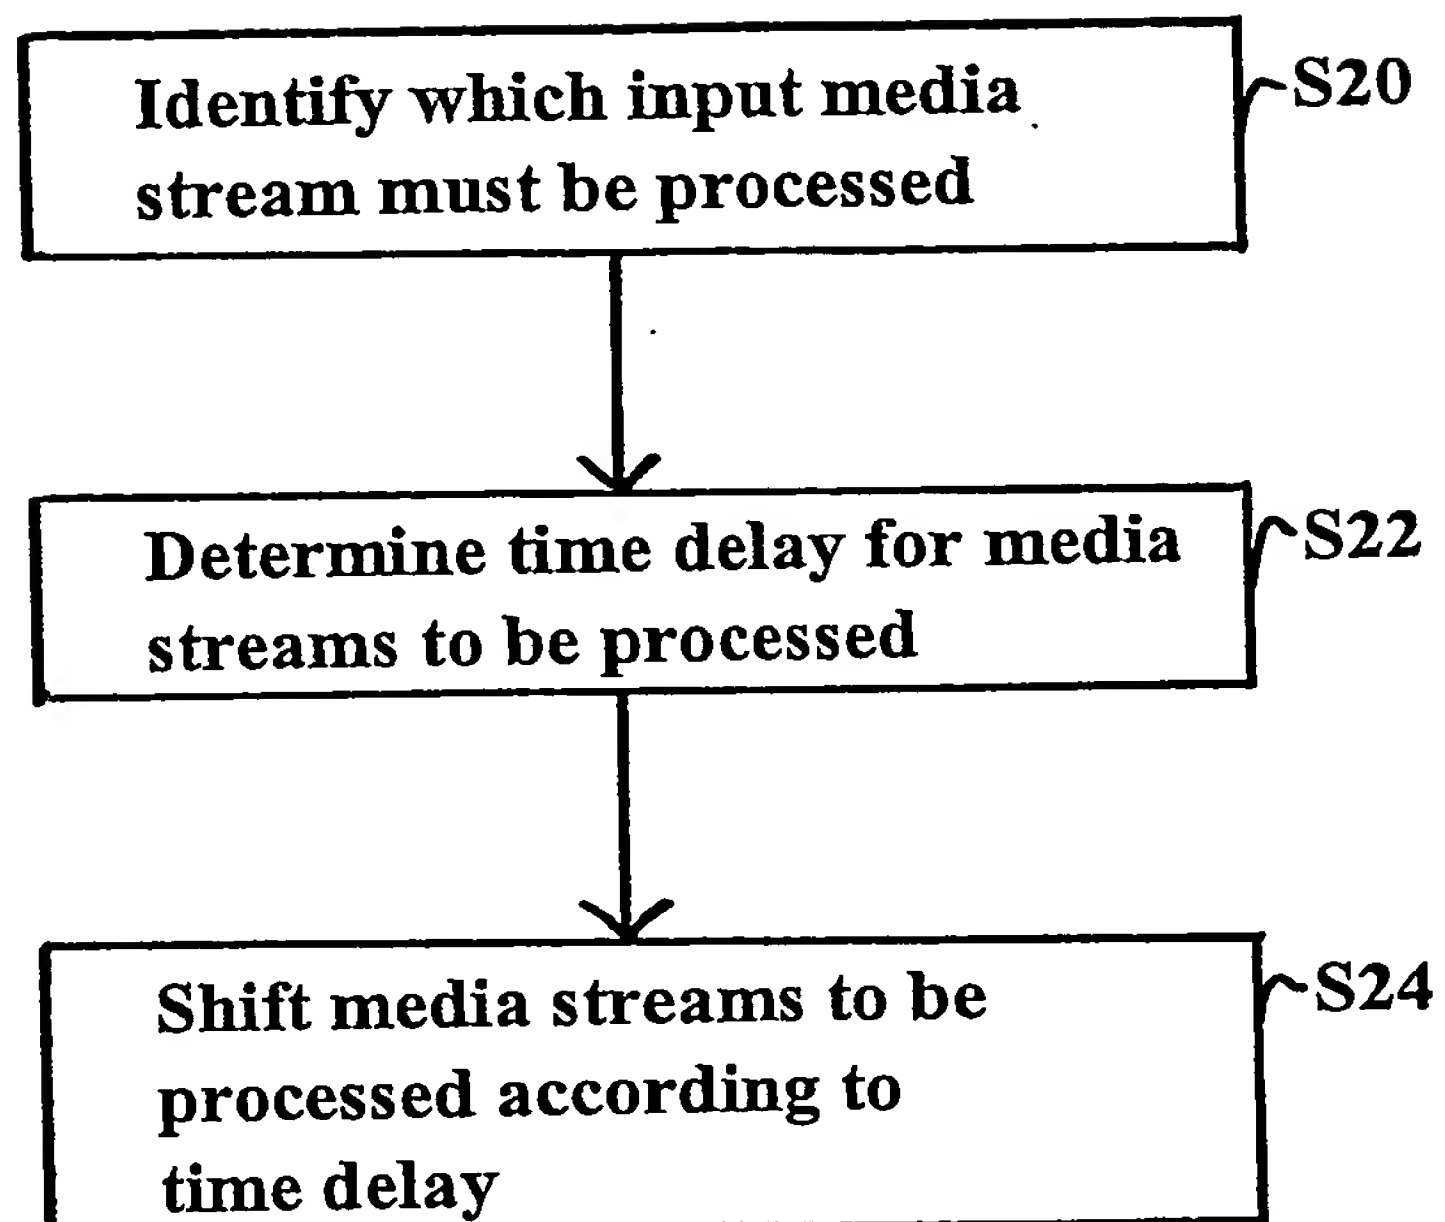 Identify which input media
stream must be processed
S20
Determine time delay for media
streams to be processed
S22
Shift media streams to be
processed according to
time delay
S24